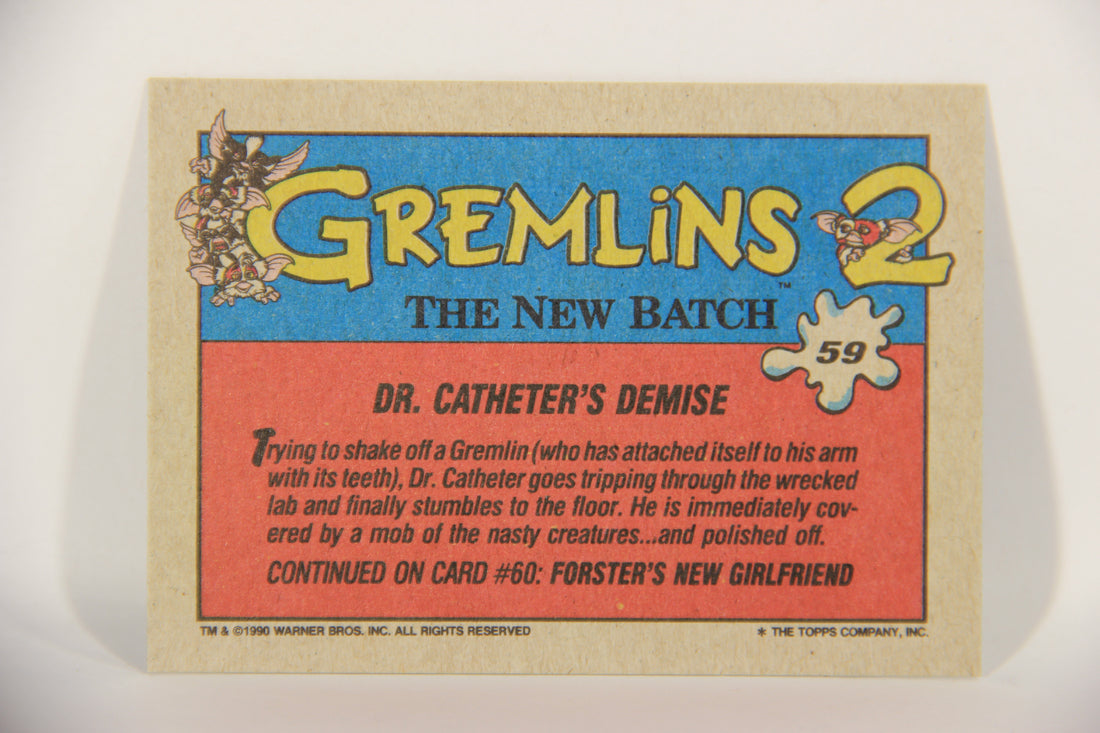 GREMLiNS 2
™
THE NEW BATCH
59
DR. CATHETER'S DEMISE
Trying to shake off a Gremlin (who has attached itself to his arm
with its teeth), Dr. Catheter goes tripping through the wrecked
lab and finally stumbles to the floor. He is immediately cov-
ered by a mob of the nasty creatures...and polished off.
CONTINUED ON CARD #60: FORSTER'S NEW GIRLFRIEND
TM & ©1990 WARNER BROS. INC. ALL RIGHTS RESERVED
* THE TOPPS COMPANY, INC.